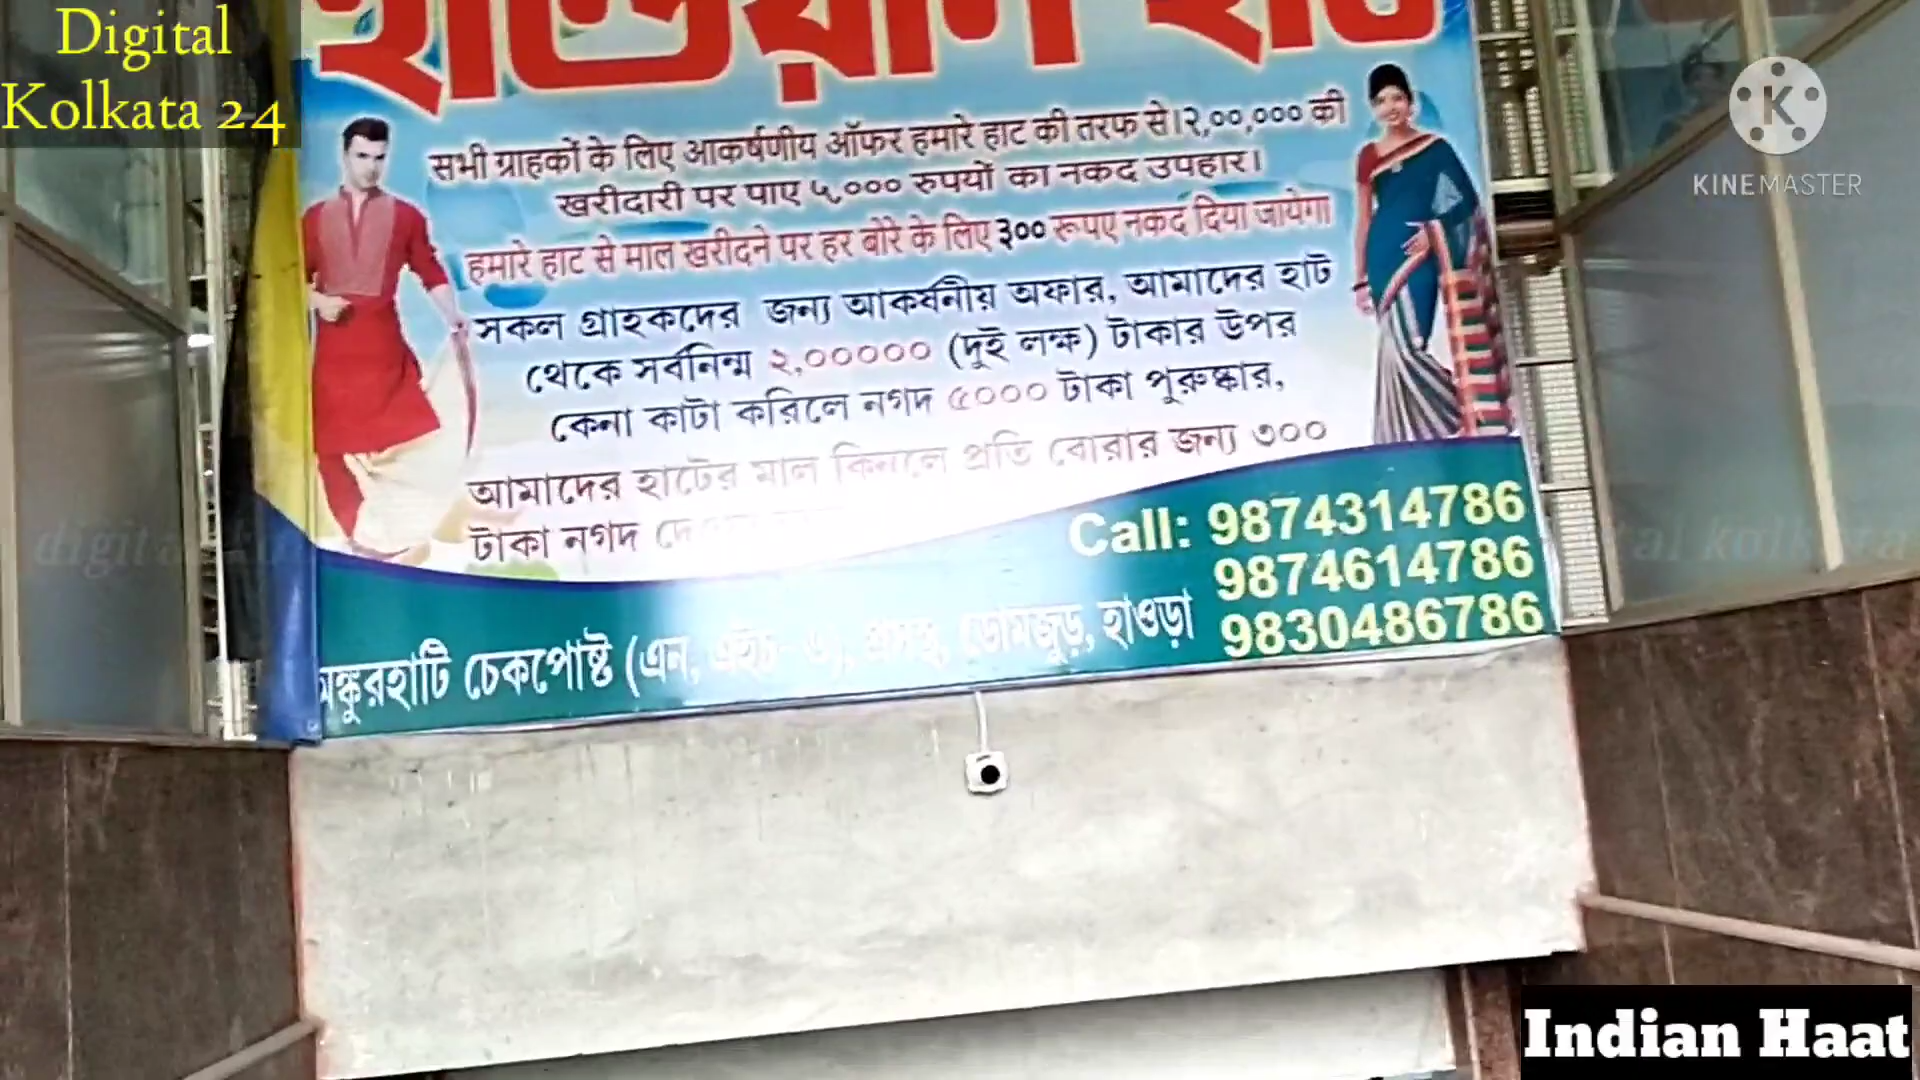 Digital
Kolkata 24
KINEMASTER
সভী ग्राहकों के लिए आकर्षणीय ऑफर हमारे हाट की तरफ से।२,००,००० की
खरीदारी पर पाए ५,००० रुपयों का नकद उपहार।
हमारे हाट से माल खरीदने पर हर बोरे के लिए ३०० रूपए नकद दिया जायेगा
সকল গ্রাহকদের জন্য আকর্ষনীয় অফার, আমাদের হাট
থেকে সর্বনিন্ম ২,০০০০০ (দুই লক্ষ) টাকার উপর
কেনা কাটা করিলে নগদ ৫০০০ টাকা পুরুষ্কার,
আমাদের হাটের মাল কিনলে প্রতি বোরার জন্য ৩০০
টাকা নগদ
Call: 9874314786
9874614786
9830486786
অঙ্কুরহাটি চেকপোষ্ট (এন, এইচ- ৬), ডোমজুড়, হাওড়া
Indian Haat